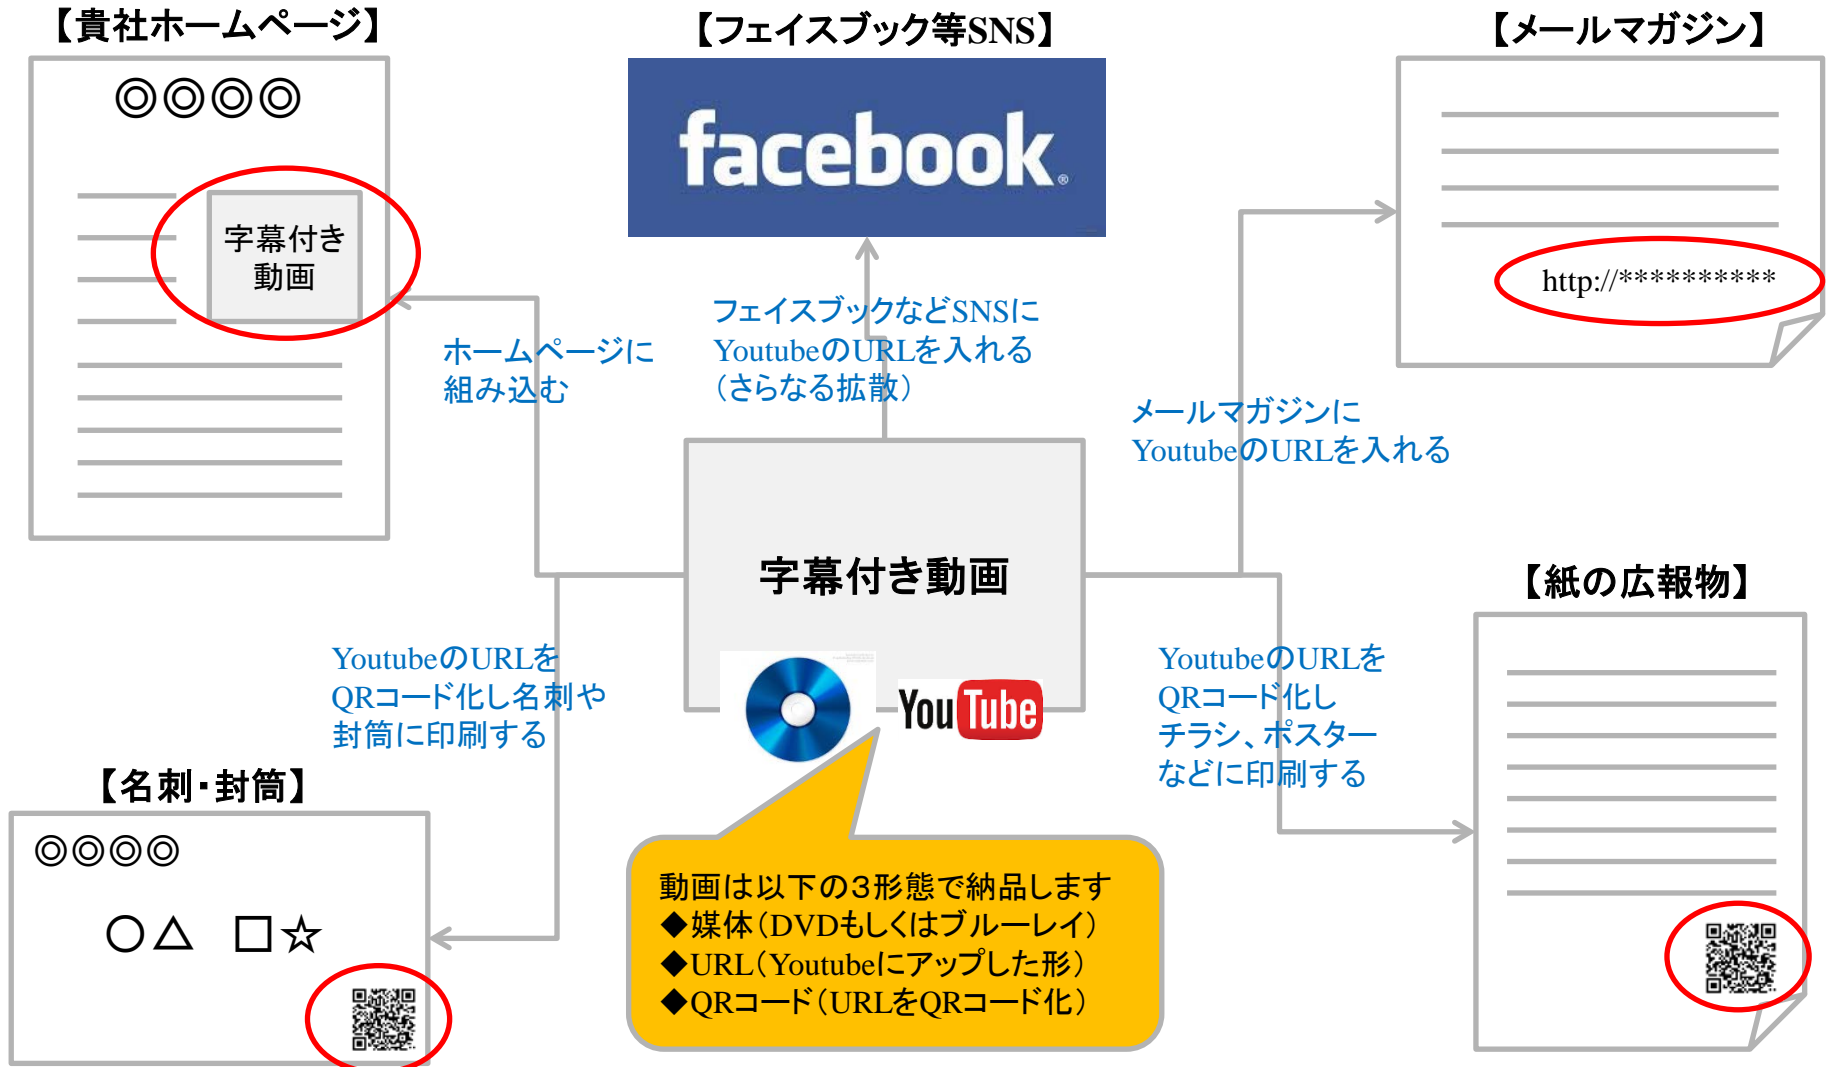 【貴社ホームページ】
◎◎◎◎
字幕付き
動画
ホームページに
組み込む
【フェイスブック等SNS】
facebook®
フェイスブックなどSNSに
YoutubeのURLを入れる
（さらなる拡散）
【メールマガジン】
http://**********
メールマガジンに
YoutubeのURLを入れる
字幕付き動画
YouTube
YoutubeのURLを
QRコード化し名刺や
封筒に印刷する
【名刺・封筒】
◎◎◎◎
○△　□☆
動画は以下の３形態で納品します
◆媒体（DVDもしくはブルーレイ）
◆URL（Youtubeにアップした形）
◆QRコード（URLをQRコード化）
YoutubeのURLを
QRコード化し
チラシ、ポスター
などに印刷する
【紙の広報物】